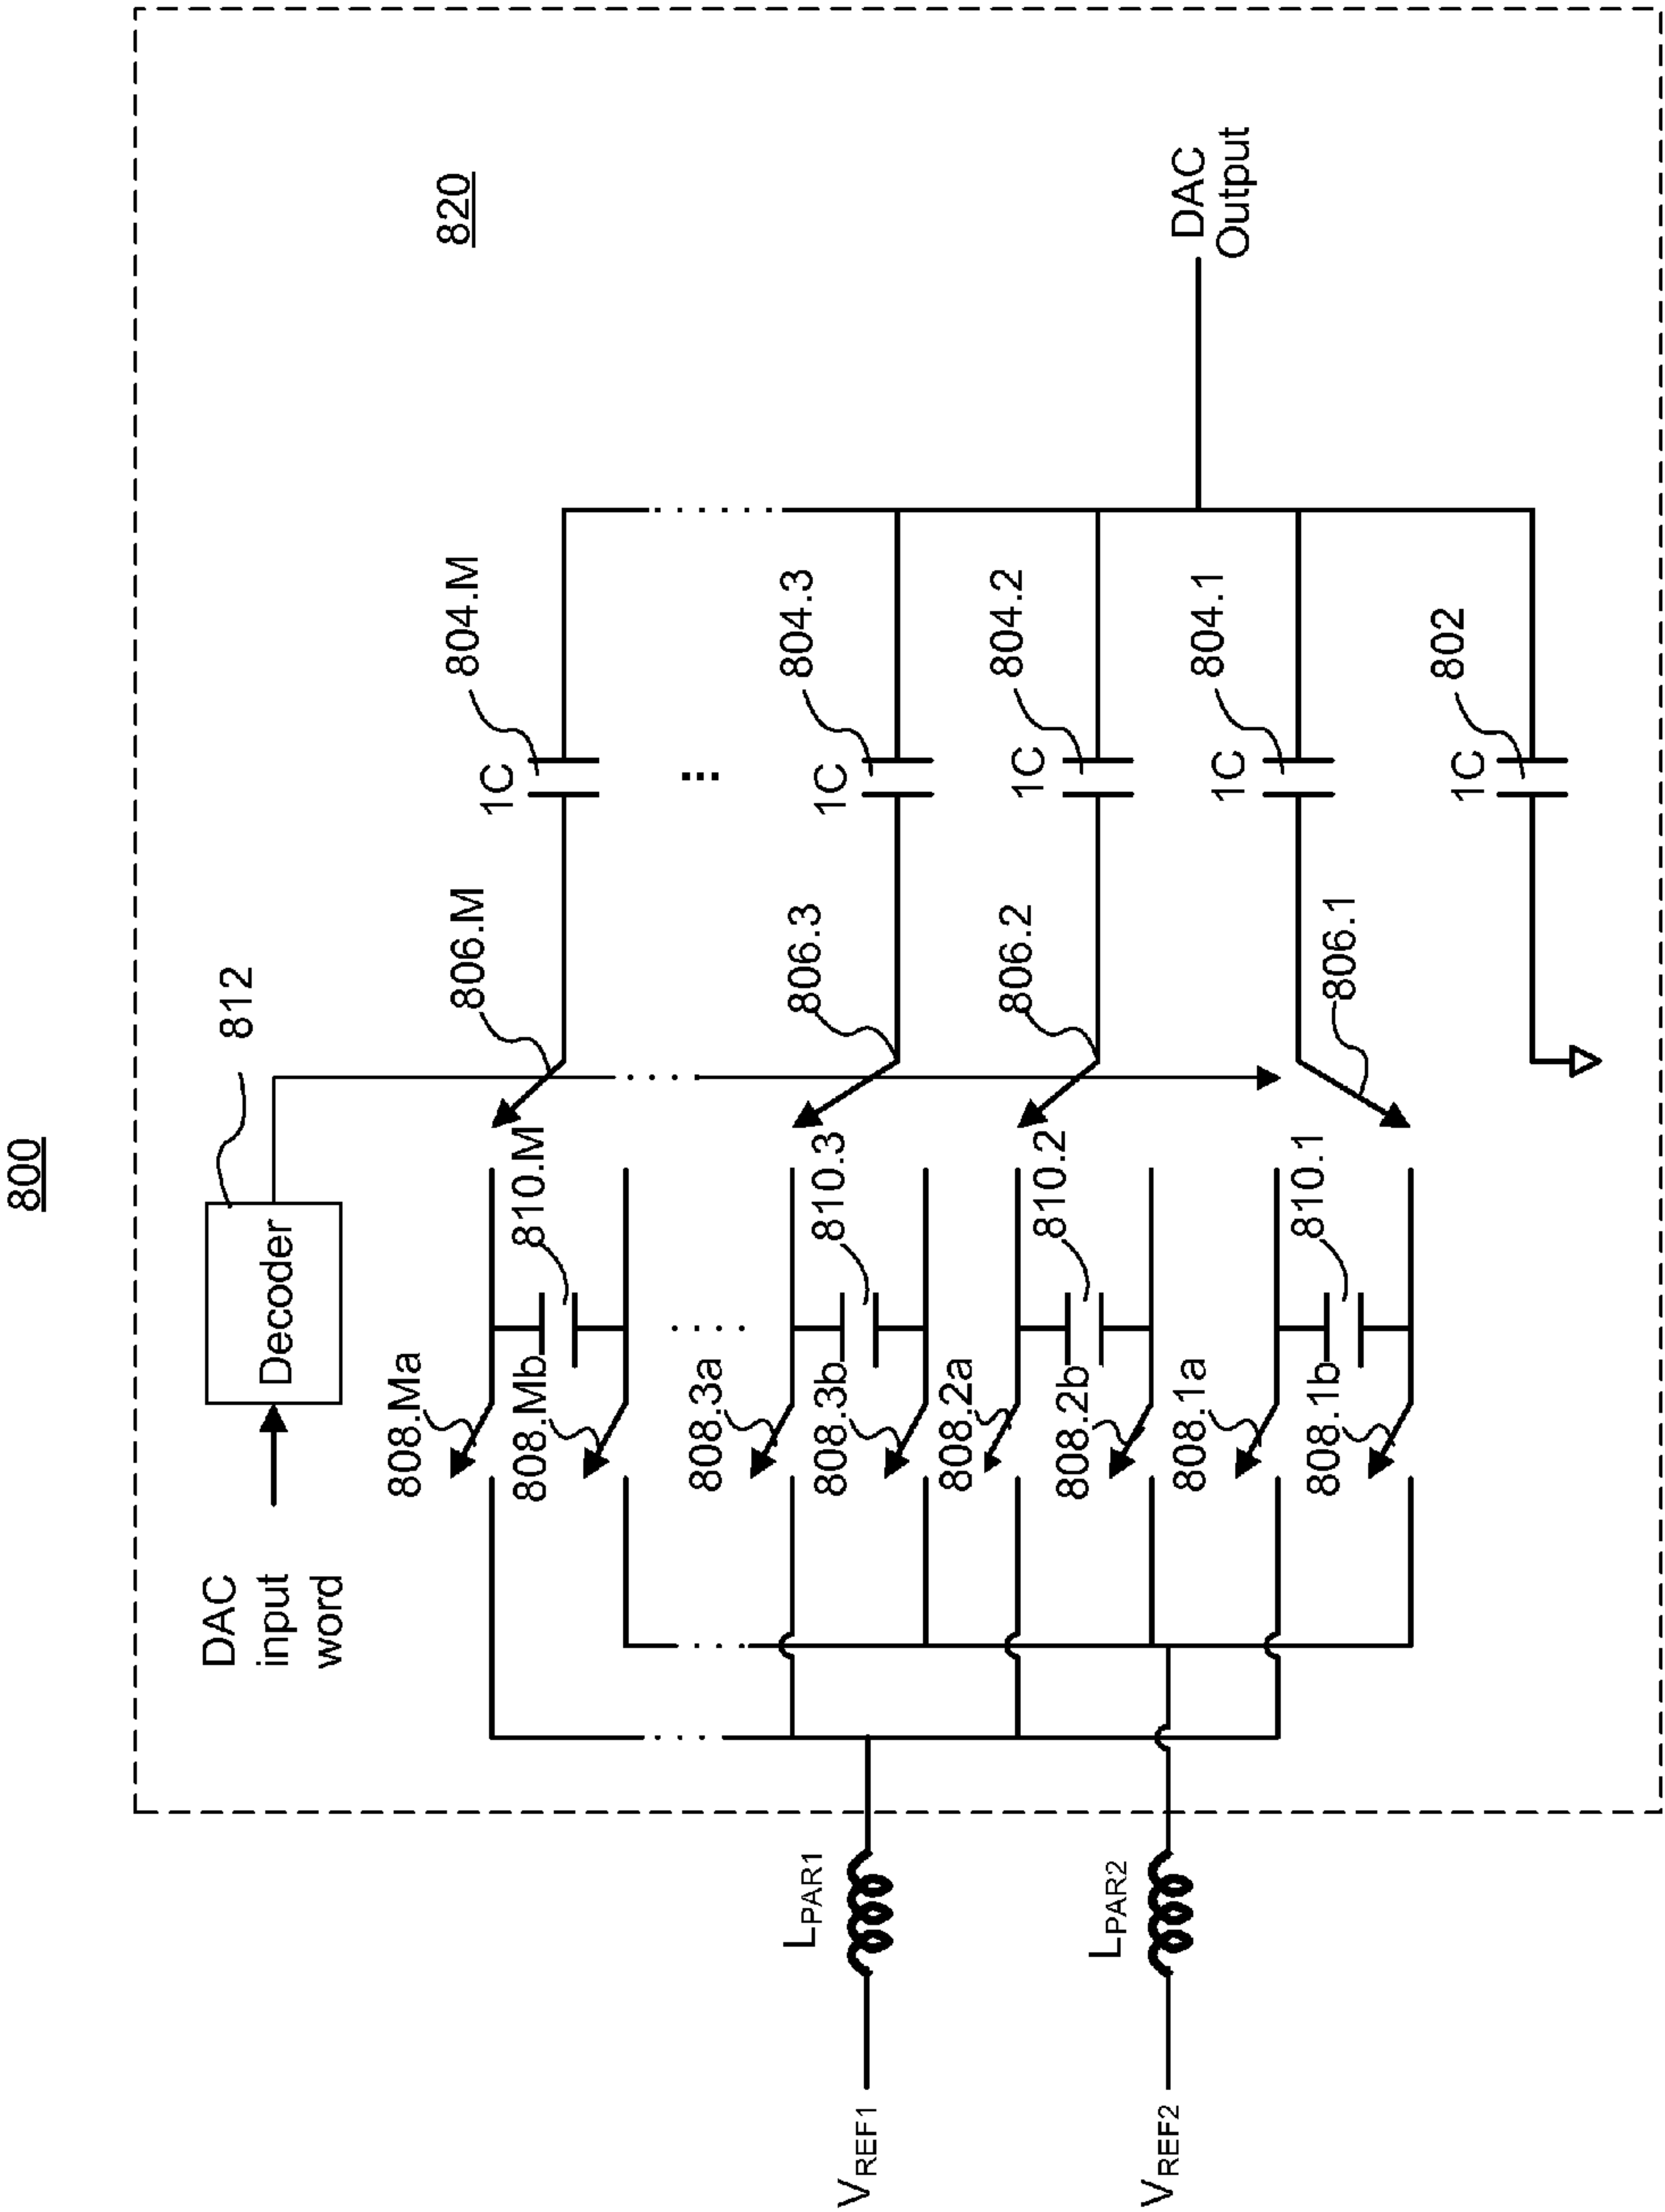 800
820
812
Decoder
DAC
input
word
808.Ma
808.Mb
810.M
806.M
1C
804.M
808.3a
808.3b
810.3
806.3
1C
804.3
808.2a
808.2b
810.2
806.2
1C
804.2
808.1a
808.1b
810.1
806.1
1C
804.1
1C
802
DAC
Output
LPAR1
LPAR2
VREF1
VREF2